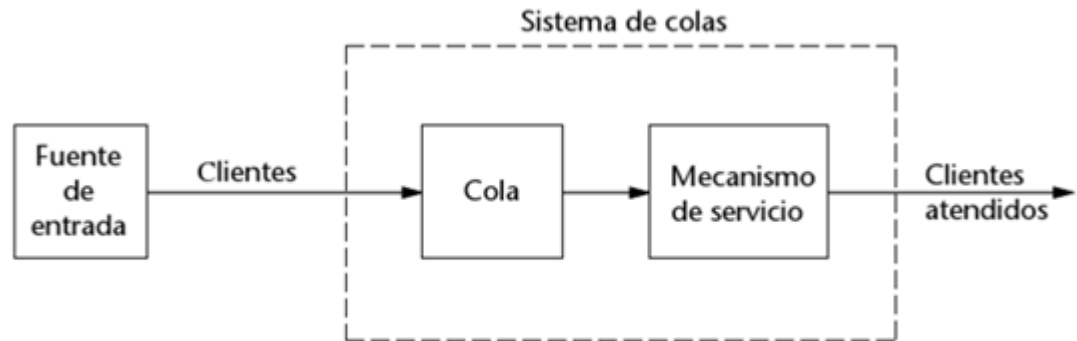 Sistema de colas
Fuente
de
entrada
Clientes
Cola
Mecanismo
de servicio
Clientes
atendidos